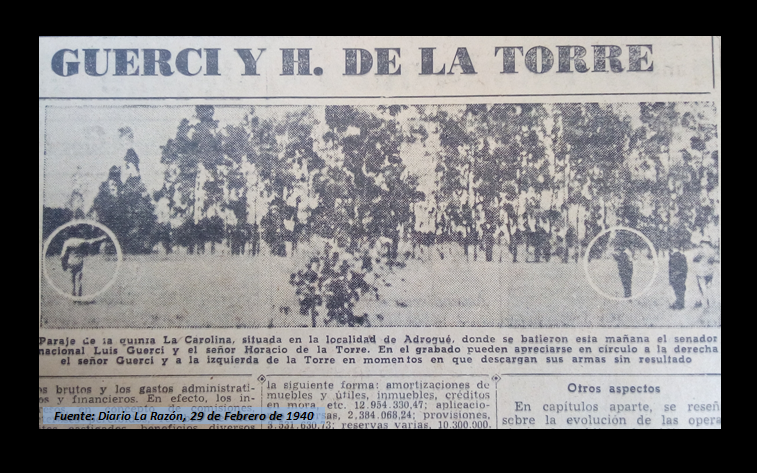 GUERCI Y H. DE LA TORRE
Paraje de la quinta La Carolina, situada en la localidad de Adrogué, donde se batieron esta mañana el senador
nacional Luis Guerci y el señor Horacio de la Torre. En el grabado pueden apreciarse en círculo a la derecha
el señor Guerci y a la izquierda de la Torre en momentos en que descargan sus armas sin resultado
os brutos y los gastos administrati-
os y financieros. En efecto, los in-
la siguiente forma: amortizaciones de
muebles y útiles, inmuebles, créditos
en mora, etc. 12.954.330,47; aplicacio-
sas, 2.384.068,24; provisiones,
reservas varias, 10.300.000.
Otros aspectos
En capítulos aparte, se reseñ
sobre la evolución de las opera
Fuente: Diario La Razón, 29 de Febrero de 1940